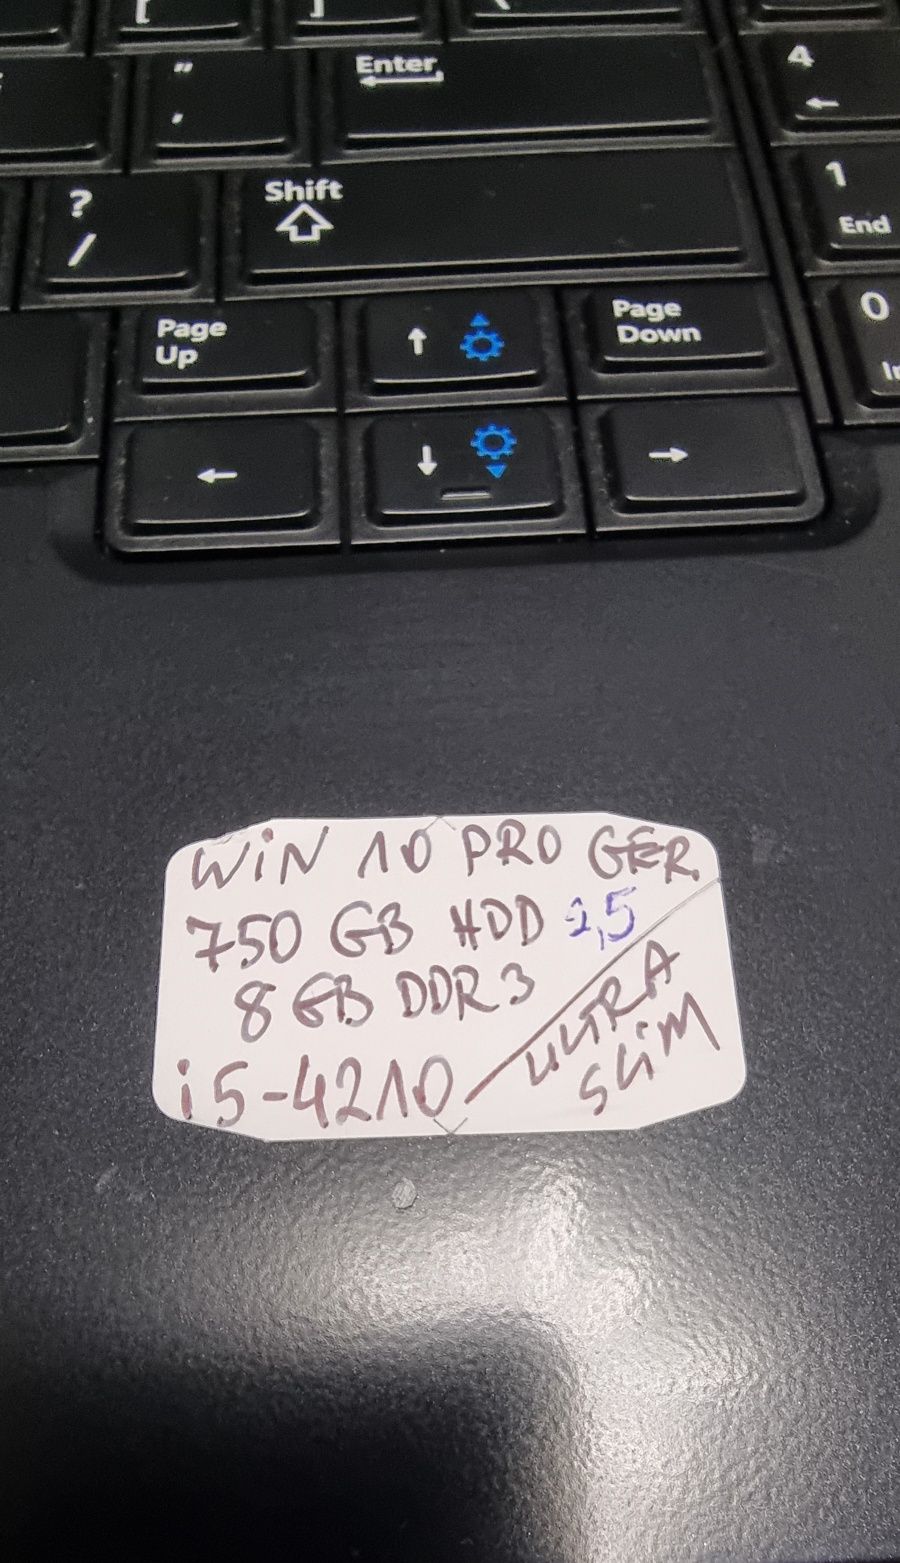 [ ] \
" Enter 4
' ←
? Shift 1
/ End
Page Up ↑ Page Down 0
← ↓ →
WiN 10 PRO GER.
750 GB HDD 2,5
8 GB DDR3
i5-4210
ULTRA
SLiM